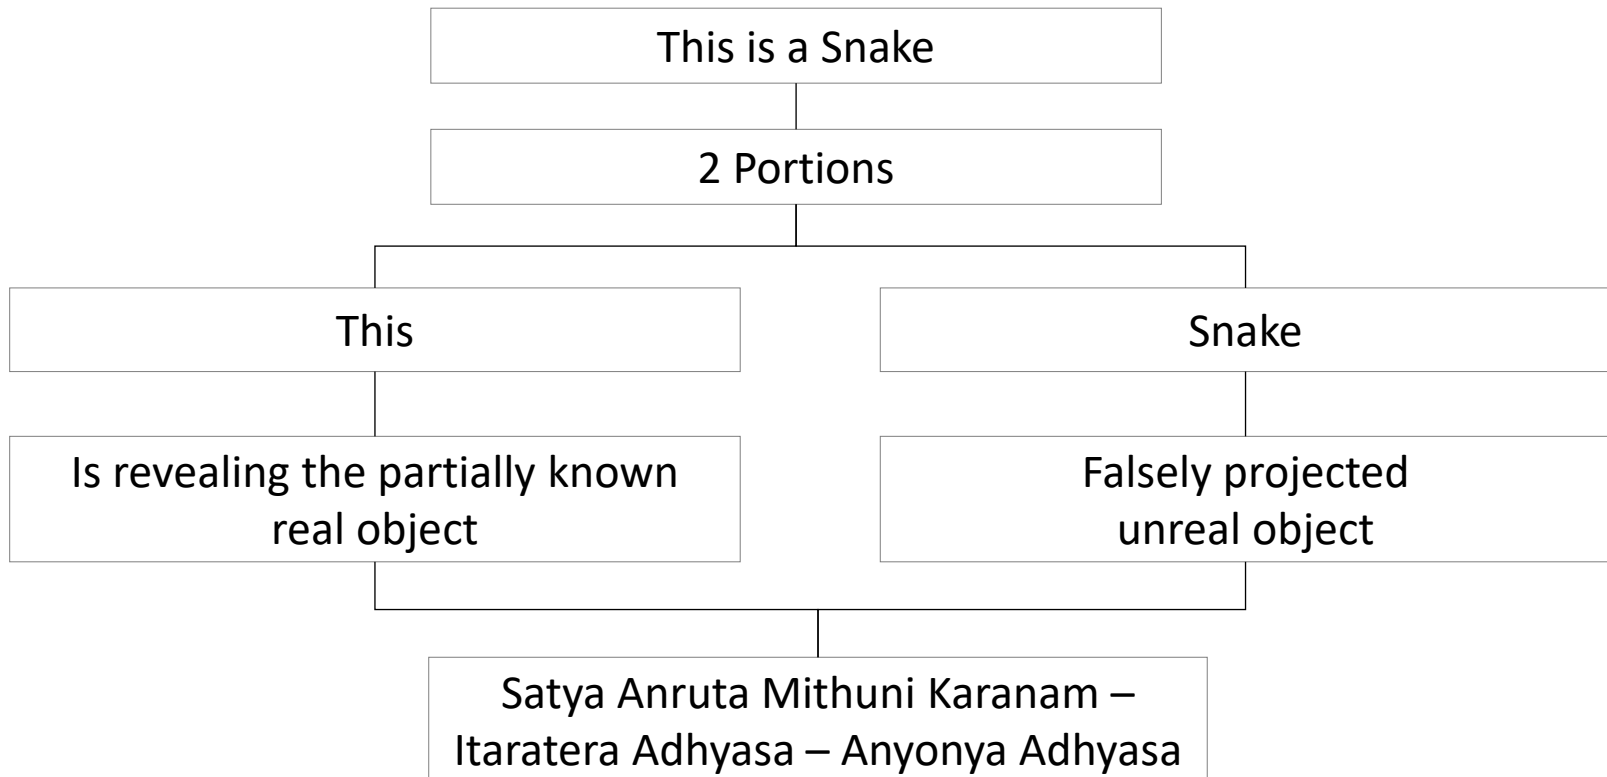 This is a Snake
2 Portions
This
Snake
Is revealing the partially known
real object
Falsely projected
unreal object
Satya Anruta Mithuni Karanam –
Itaratera Adhyasa – Anyonya Adhyasa